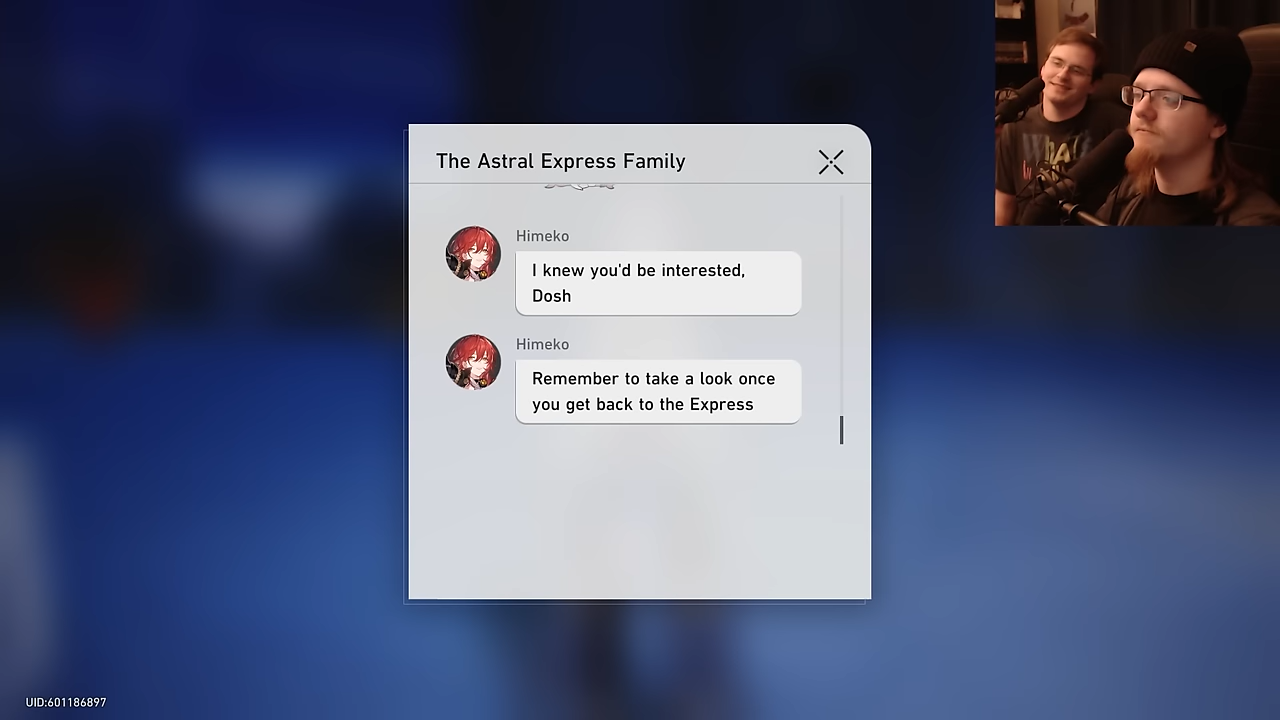 The Astral Express Family
Himeko
I knew you'd be interested,
Dosh
Himeko
Remember to take a look once
you get back to the Express
UID:601186897